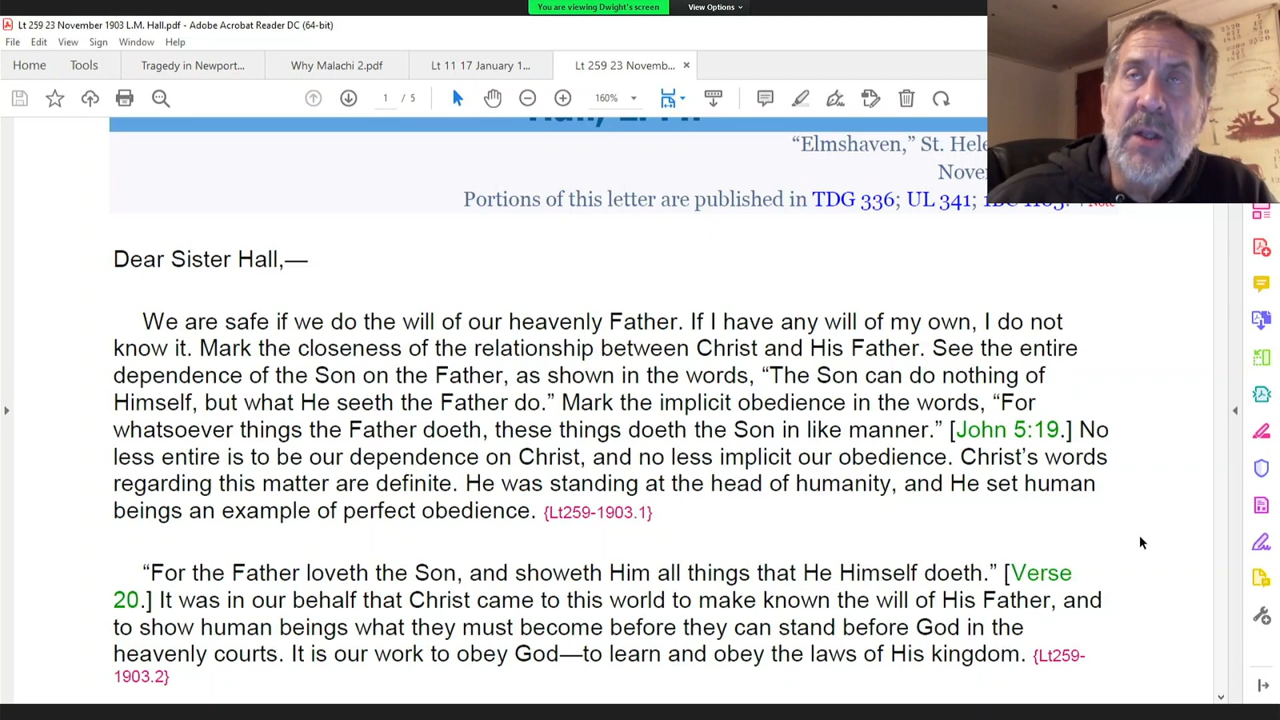 You are viewing Dwight's screen
View Options
Lt 259 23 November 1903 L.M. Hall.pdf - Adobe Acrobat Reader DC (64-bit)
File Edit View Sign Window Help
Home Tools Tragedy in Newport... Why Malachi 2.pdf Lt 11 17 January 1... Lt 259 23 Novemb... ×
1 / 5 160%
“Elmshaven,” St. Hele
Nove
Portions of this letter are published in TDG 336; UL 341;
Dear Sister Hall,—
We are safe if we do the will of our heavenly Father. If I have any will of my own, I do not
know it. Mark the closeness of the relationship between Christ and His Father. See the entire
dependence of the Son on the Father, as shown in the words, “The Son can do nothing of
Himself, but what He seeth the Father do.” Mark the implicit obedience in the words, “For
whatsoever things the Father doeth, these things doeth the Son in like manner.” [John 5:19.] No
less entire is to be our dependence on Christ, and no less implicit our obedience. Christ’s words
regarding this matter are definite. He was standing at the head of humanity, and He set human
beings an example of perfect obedience. {Lt259-1903.1}
“For the Father loveth the Son, and showeth Him all things that He Himself doeth.” [Verse
20.] It was in our behalf that Christ came to this world to make known the will of His Father, and
to show human beings what they must become before they can stand before God in the
heavenly courts. It is our work to obey God—to learn and obey the laws of His kingdom. {Lt259-
1903.2}